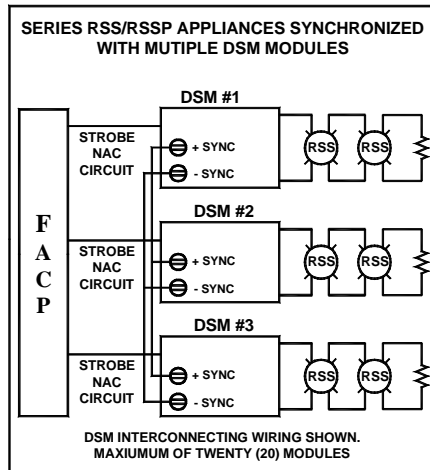 SERIES RSS/RSSP APPLIANCES SYNCHRONIZED
WITH MUTIPLE DSM MODULES
DSM #1
STROBE
NAC
CIRCUIT
+ SYNC
- SYNC
RSS
RSS
F
A
C
P
DSM #2
STROBE
NAC
CIRCUIT
+ SYNC
- SYNC
RSS
RSS
DSM #3
STROBE
NAC
CIRCUIT
+ SYNC
- SYNC
RSS
RSS
DSM INTERCONNECTING WIRING SHOWN.
MAXIUMUM OF TWENTY (20) MODULES